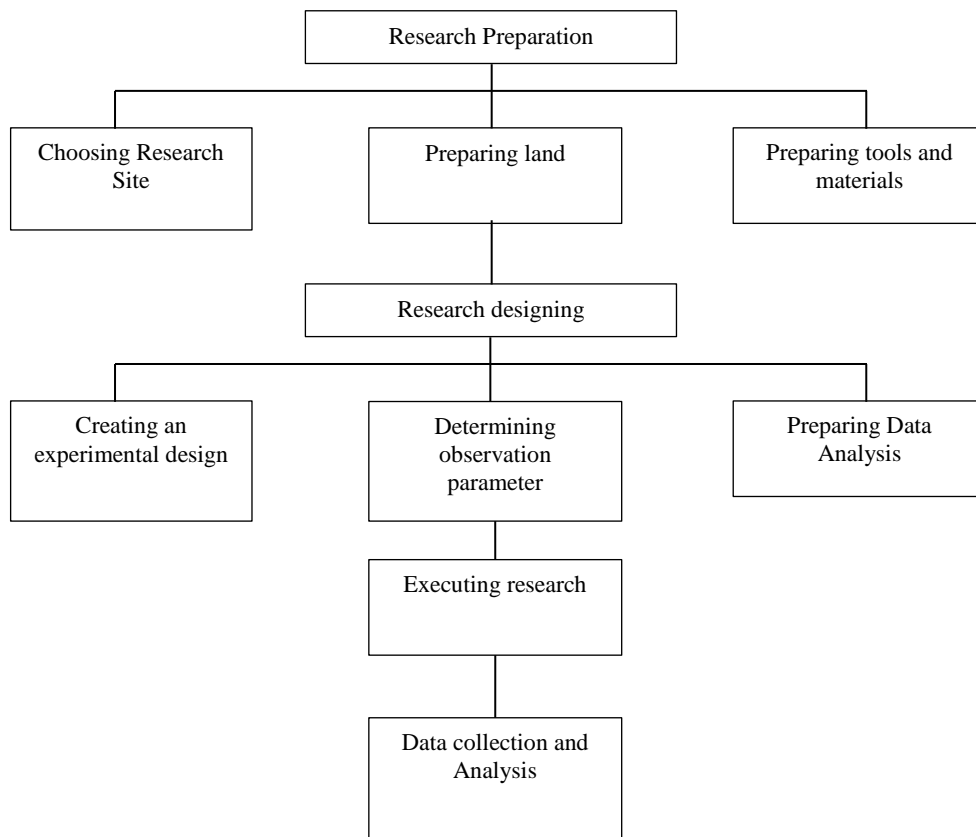 Research Preparation
Choosing Research
Site
Preparing land
Preparing tools and
materials
Research designing
Creating an
experimental design
Determining
observation
parameter
Preparing Data
Analysis
Executing research
Data collection and
Analysis